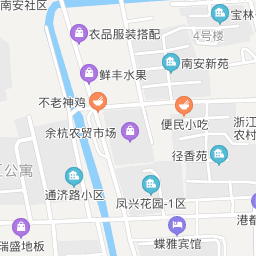 南安社区
宝林
衣品服装搭配
4号楼
鲜丰水果
南安新苑
不老神鸡
便民小吃
浙江
农村
余杭农贸市场
径香苑
公寓
通济路小区
凤兴花园-1区
港都
瑞盛地板
蝶雅宾馆